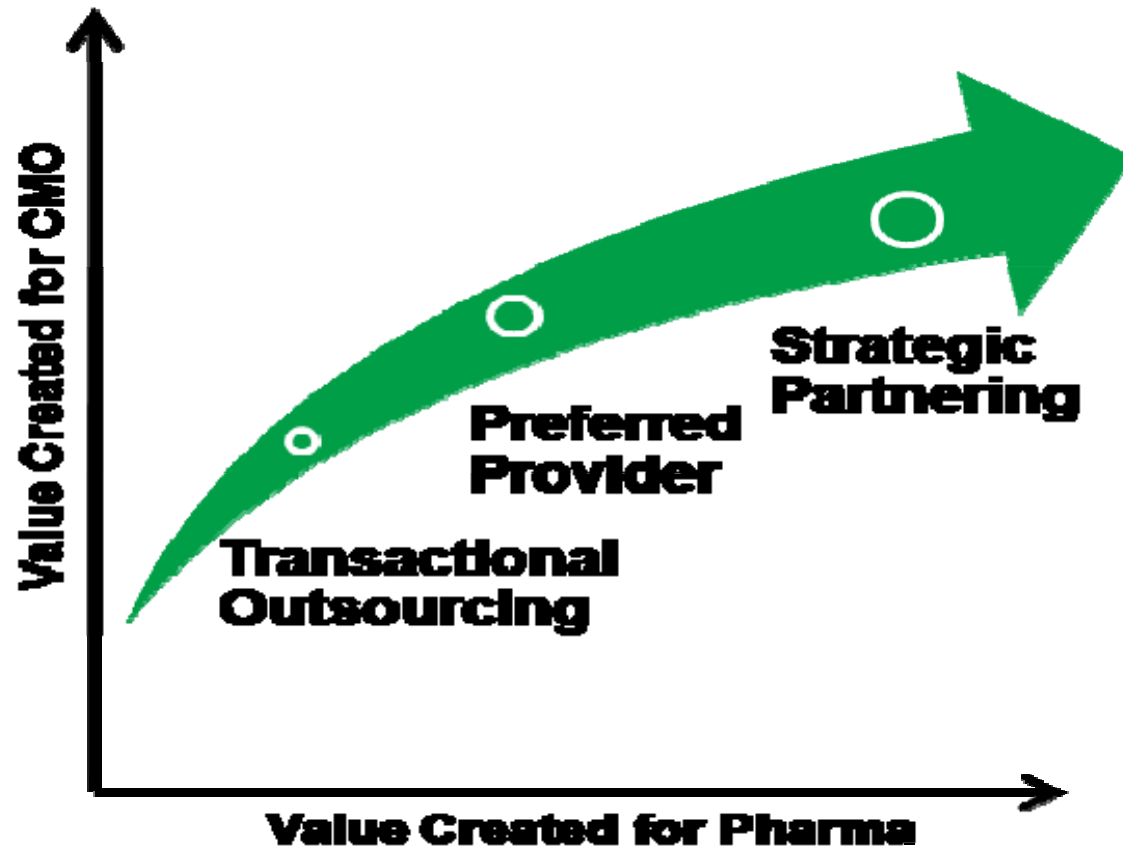 Value Created for CMO
Strategic
Partnering
Preferred
Provider
Transactional
Outsourcing
Value Created for Pharma